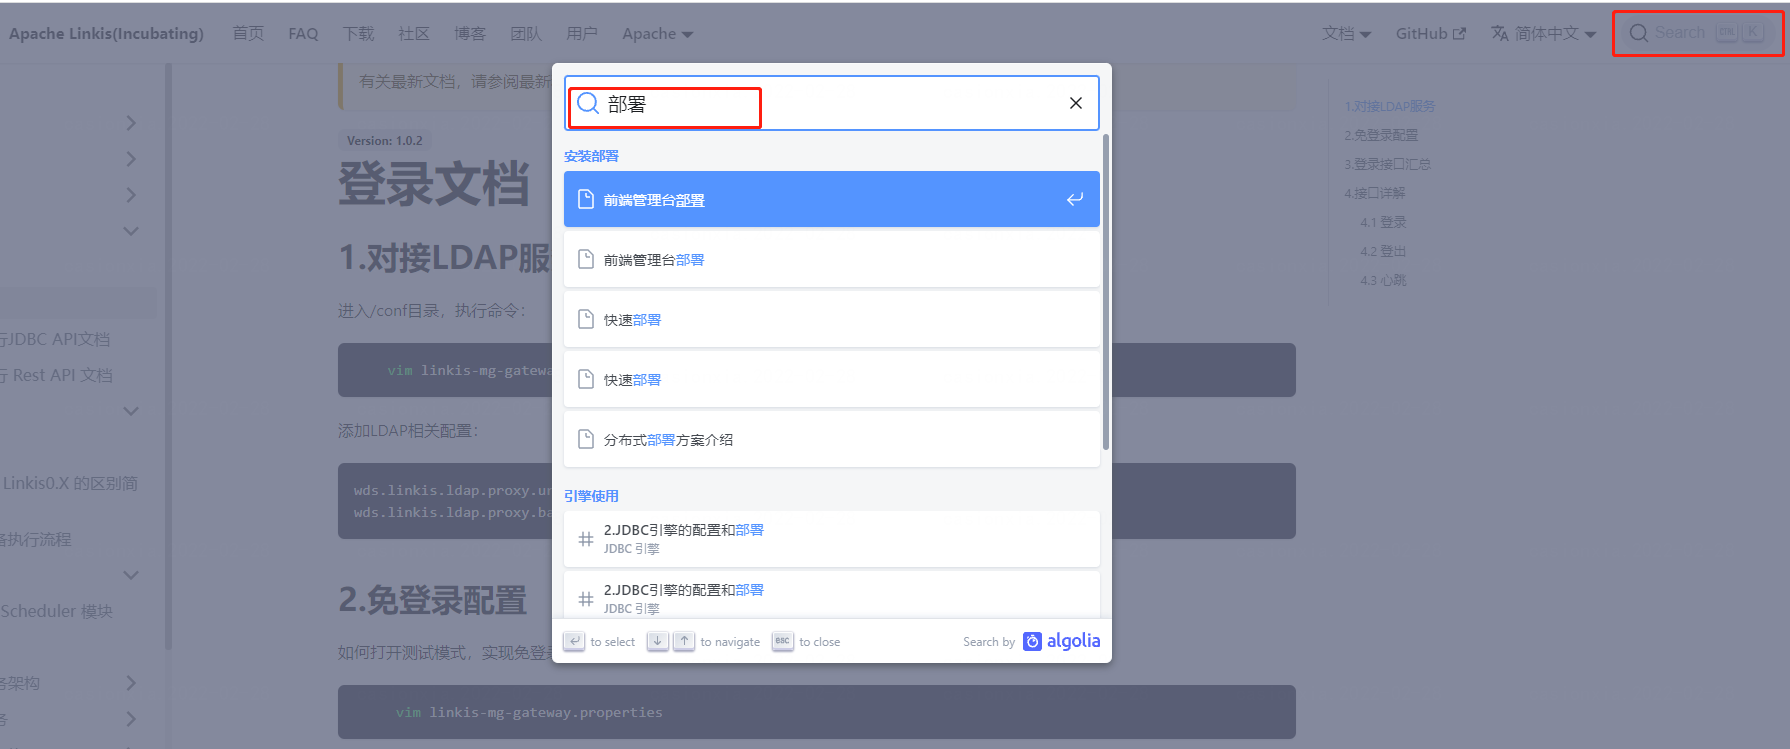 Apache Linkis(Incubating) 首页 FAQ 下载 社区 博客 团队 用户 Apache 文档 GitHub 简体中文 Search K
有关最新文档，请参阅最新
Version: 1.0.2
登录文档
1.对接LDAP服
进入/conf目录，执行命令：
vim linkis-mg-gatewa
添加LDAP相关配置：
wds.linkis.ldap.proxy.ur
wds.linkis.ldap.proxy.ba
2.免登录配置
如何打开测试模式，实现免登录
vim linkis-mg-gateway.properties
行JDBC API文档
行 Rest API 文档
Linkis0.X 的区别简
备执行流程
Scheduler 模块
务架构
务
部署
安装部署
前端管理台部署
前端管理台部署
快速部署
快速部署
分布式部署方案介绍
引擎使用
2.JDBC引擎的配置和部署
JDBC 引擎
2.JDBC引擎的配置和部署
JDBC 引擎
to select to navigate esc to close Search by algolia
1.对接LDAP服务
2.免登录配置
3.登录接口汇总
4.接口详解
4.1 登录
4.2 登出
4.3 心跳